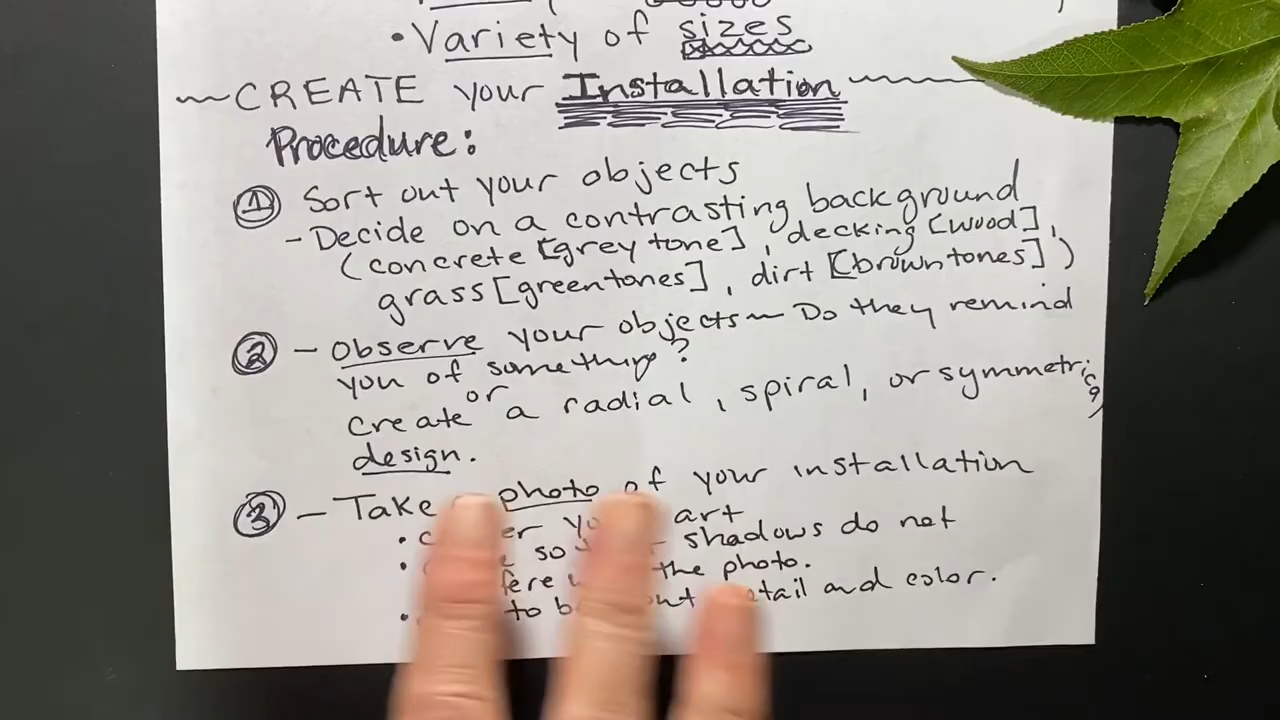 • Variety of sizes
CREATE your Installation
Procedure:
① Sort out your objects
- Decide on a contrasting background
(concrete [grey tone], decking [wood],
grass [greentones], dirt [browntones])
② - Observe your objects - Do they remind
you of something?
or
Create a radial, spiral, or symmetrical
design.
③ - Take photo of your installation
• art
• so shadows do not
the photo.
• to and color.